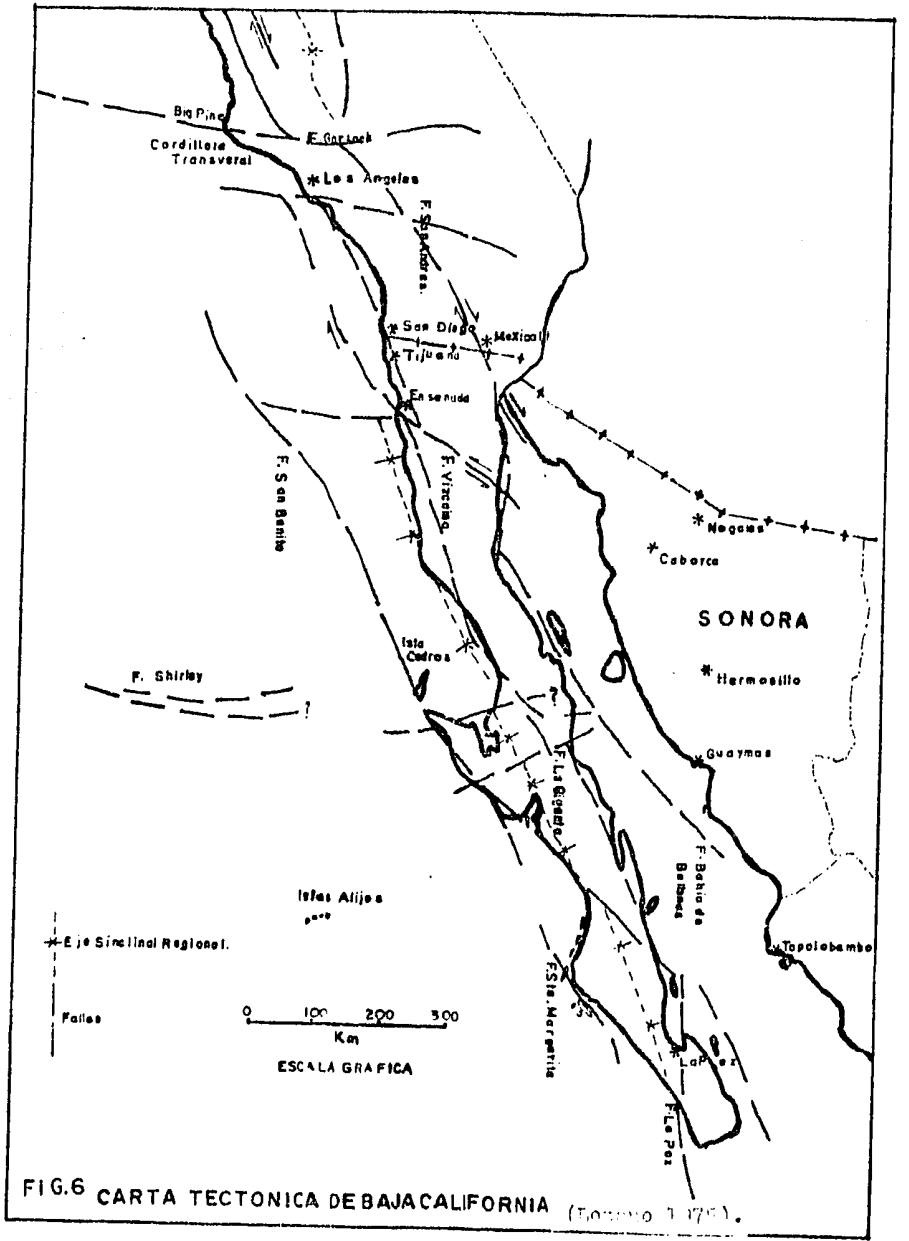 Big Pine
Cordillera
Transveral
F. Garlock
Los Angeles
F. San Andres.
San Diego
Mexicali
Tijuana
Ensenada
F. San Benito
F. Vizcaino
Nogales
Caborca
SONORA
Isla
Cedros
Hermosillo
F. Shirley
?
?
Guaymas
F. La Giganta
F. Bahia de
Ballenas
Islas Alijos
Topolobambo
Eje Sinclinal Regional.
Fallas
0 100 200 300
Km
ESCALA GRAFICA
F. Sta. Margarita
La Paz
F. La Paz
FIG.6 CARTA TECTONICA DE BAJA CALIFORNIA